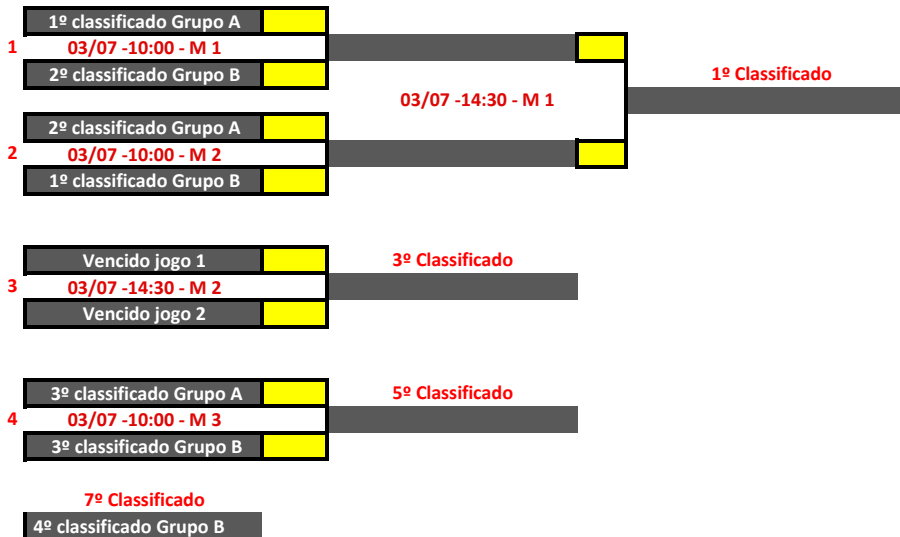 1º classificado Grupo A
1 03/07 -10:00 - M 1
2º classificado Grupo B
1º Classificado
03/07 -14:30 - M 1
2º classificado Grupo A
2 03/07 -10:00 - M 2
1º classificado Grupo B
Vencido jogo 1 3º Classificado
3 03/07 -14:30 - M 2
Vencido jogo 2
3º classificado Grupo A 5º Classificado
4 03/07 -10:00 - M 3
3º classificado Grupo B
7º Classificado
4º classificado Grupo B